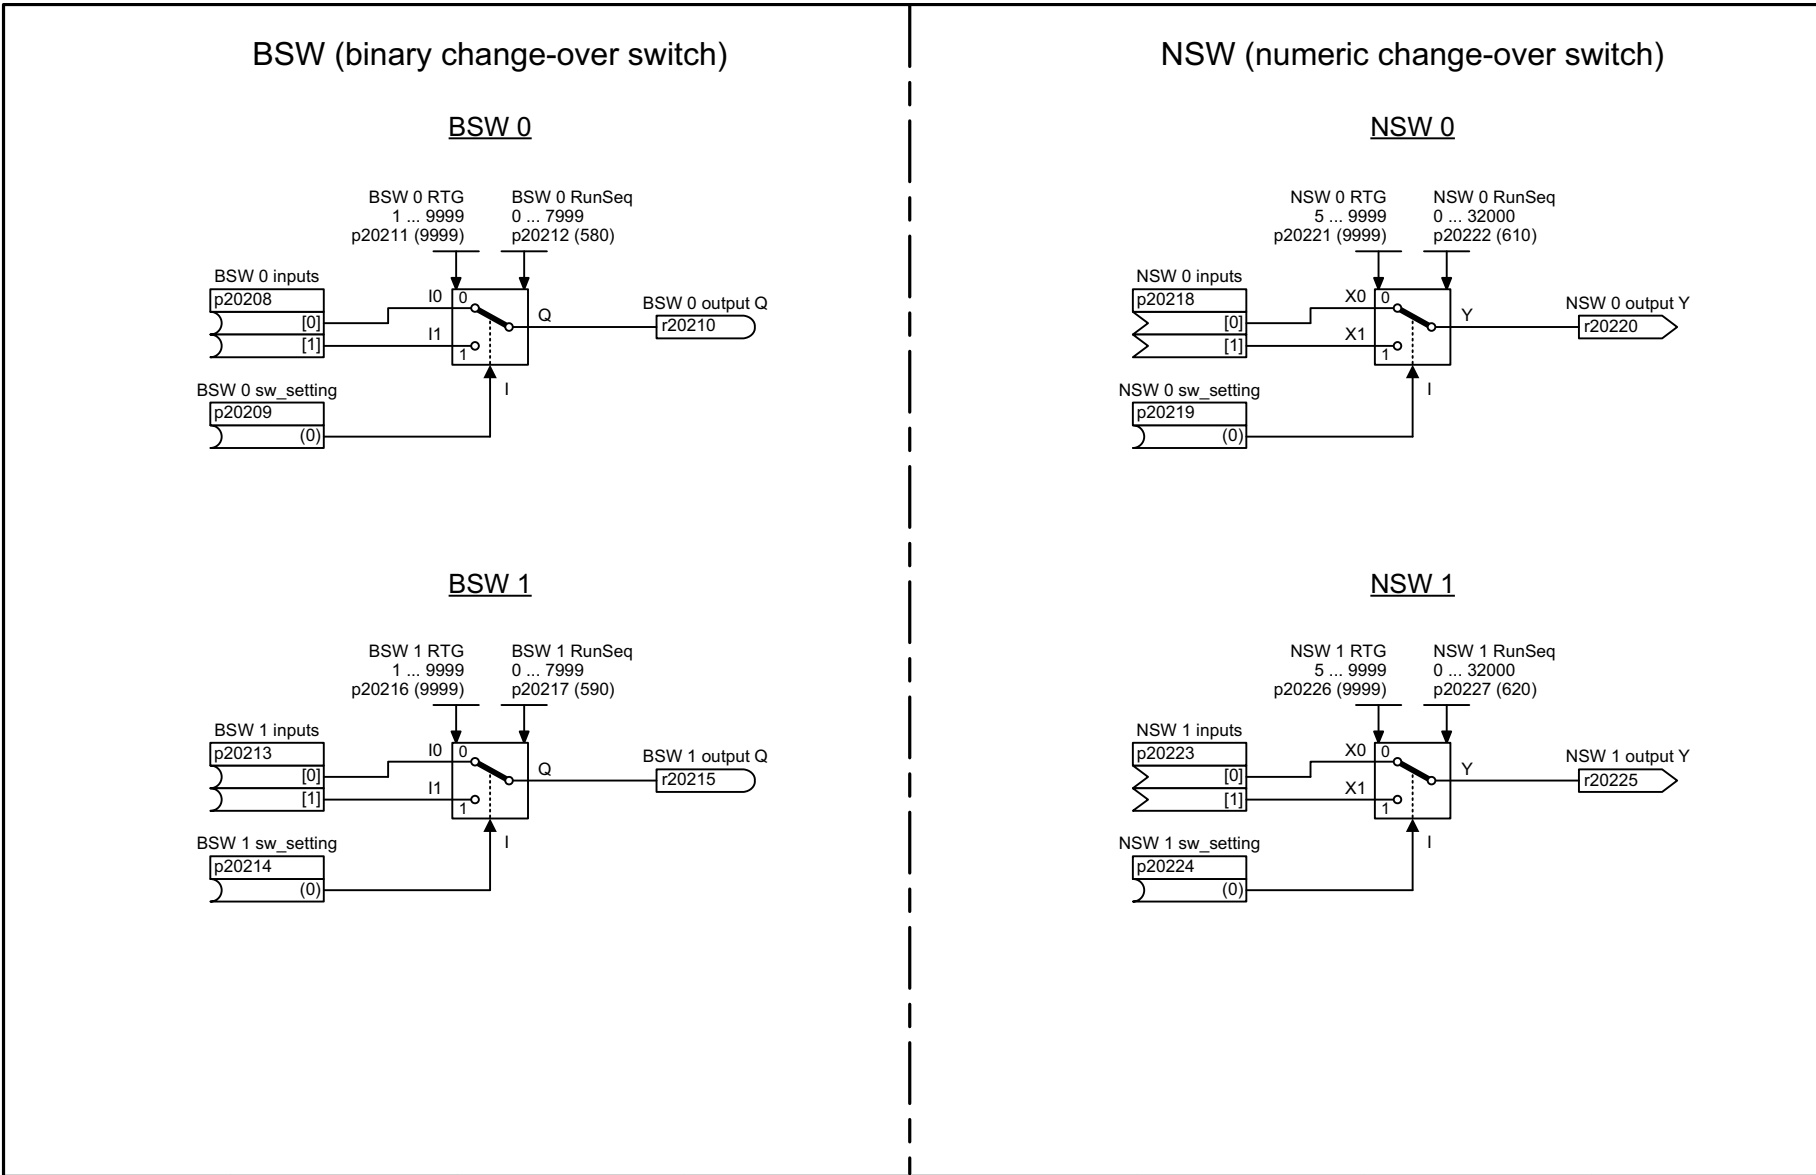 BSW (binary change-over switch)
BSW 0
BSW 0 RTG
1 ... 9999
p20211 (9999)
BSW 0 RunSeq
0 ... 7999
p20212 (580)
BSW 0 inputs
p20208
[0]
[1]
I0
0
I1
1
Q
I
BSW 0 output Q
r20210
BSW 0 sw_setting
p20209
(0)
BSW 1
BSW 1 RTG
1 ... 9999
p20216 (9999)
BSW 1 RunSeq
0 ... 7999
p20217 (590)
BSW 1 inputs
p20213
[0]
[1]
I0
0
I1
1
Q
I
BSW 1 output Q
r20215
BSW 1 sw_setting
p20214
(0)
NSW (numeric change-over switch)
NSW 0
NSW 0 RTG
5 ... 9999
p20221 (9999)
NSW 0 RunSeq
0 ... 32000
p20222 (610)
NSW 0 inputs
p20218
[0]
[1]
X0
0
X1
1
Y
I
NSW 0 output Y
r20220
NSW 0 sw_setting
p20219
(0)
NSW 1
NSW 1 RTG
5 ... 9999
p20226 (9999)
NSW 1 RunSeq
0 ... 32000
p20227 (620)
NSW 1 inputs
p20223
[0]
[1]
X0
0
X1
1
Y
I
NSW 1 output Y
r20225
NSW 1 sw_setting
p20224
(0)